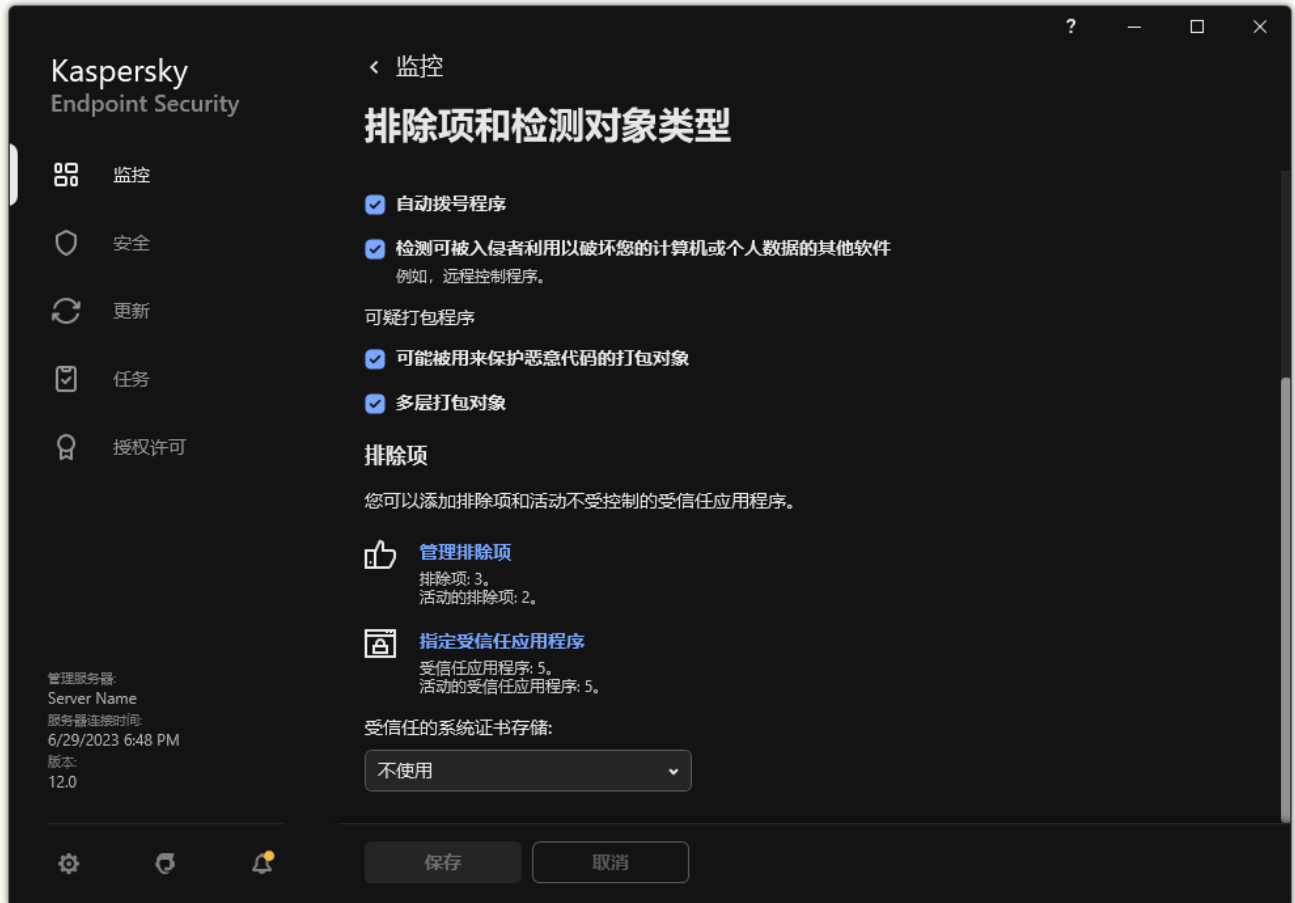 ?
Kaspersky
Endpoint Security
监控
安全
更新
任务
授权许可
管理服务器:
Server Name
服务器连接时间:
6/29/2023 6:48 PM
版本:
12.0
监控
排除项和检测对象类型
自动拨号程序
检测可被入侵者利用以破坏您的计算机或个人数据的其他软件
例如，远程控制程序。
可疑打包程序
可能被用来保护恶意代码的打包对象
多层打包对象
排除项
您可以添加排除项和活动不受控制的受信任应用程序。
管理排除项
排除项: 3。
活动的排除项: 2。
指定受信任应用程序
受信任应用程序: 5。
活动的受信任应用程序: 5。
受信任的系统证书存储:
不使用
保存
取消